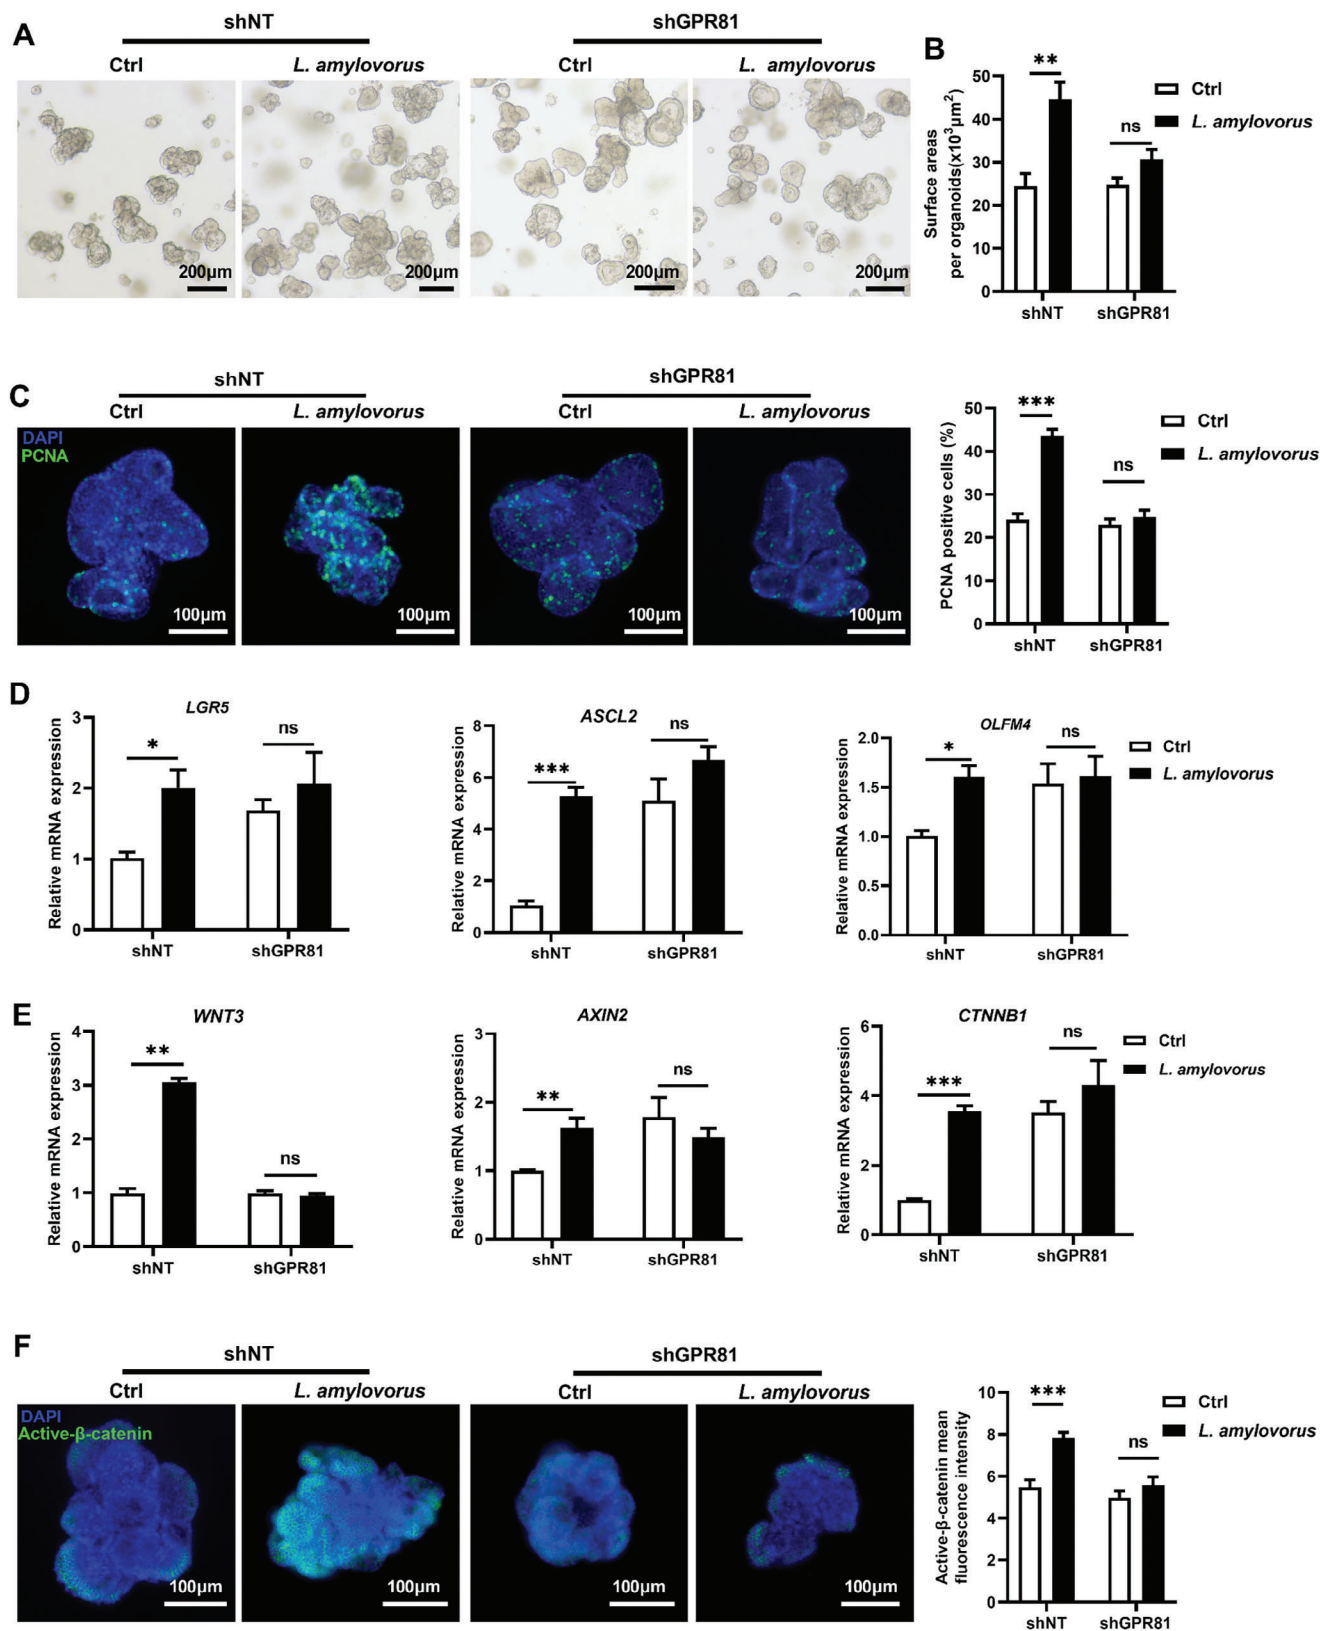 A
shNT
shGPR81
Ctrl
L. amylovorus
Ctrl
L. amylovorus
200μm
200μm
200μm
200μm
B
Surface areas
per organoids(x10³μm²)
50
40
30
20
10
0
**
ns
shNT
shGPR81
Ctrl
L. amylovorus
C
shNT
shGPR81
Ctrl
L. amylovorus
Ctrl
L. amylovorus
DAPI
PCNA
100μm
100μm
100μm
100μm
PCNA positive cells (%)
50
40
30
20
10
0
***
ns
shNT
shGPR81
Ctrl
L. amylovorus
D
LGR5
Relative mRNA expression
3
2
1
0
*
ns
shNT
shGPR81
ASCL2
Relative mRNA expression
8
6
4
2
0
***
ns
shNT
shGPR81
OLFM4
Relative mRNA expression
2.0
1.5
1.0
0.5
0.0
*
ns
shNT
shGPR81
Ctrl
L. amylovorus
E
WNT3
Relative mRNA expression
4
3
2
1
0
**
ns
shNT
shGPR81
AXIN2
Relative mRNA expression
3
2
1
0
**
ns
shNT
shGPR81
CTNNB1
Relative mRNA expression
6
4
2
0
***
ns
shNT
shGPR81
Ctrl
L. amylovorus
F
shNT
shGPR81
Ctrl
L. amylovorus
Ctrl
L. amylovorus
DAPI
Active-β-catenin
100μm
100μm
100μm
100μm
Active-β-catenin mean
fluorescence intensity
10
8
6
4
2
0
***
ns
shNT
shGPR81
Ctrl
L. amylovorus